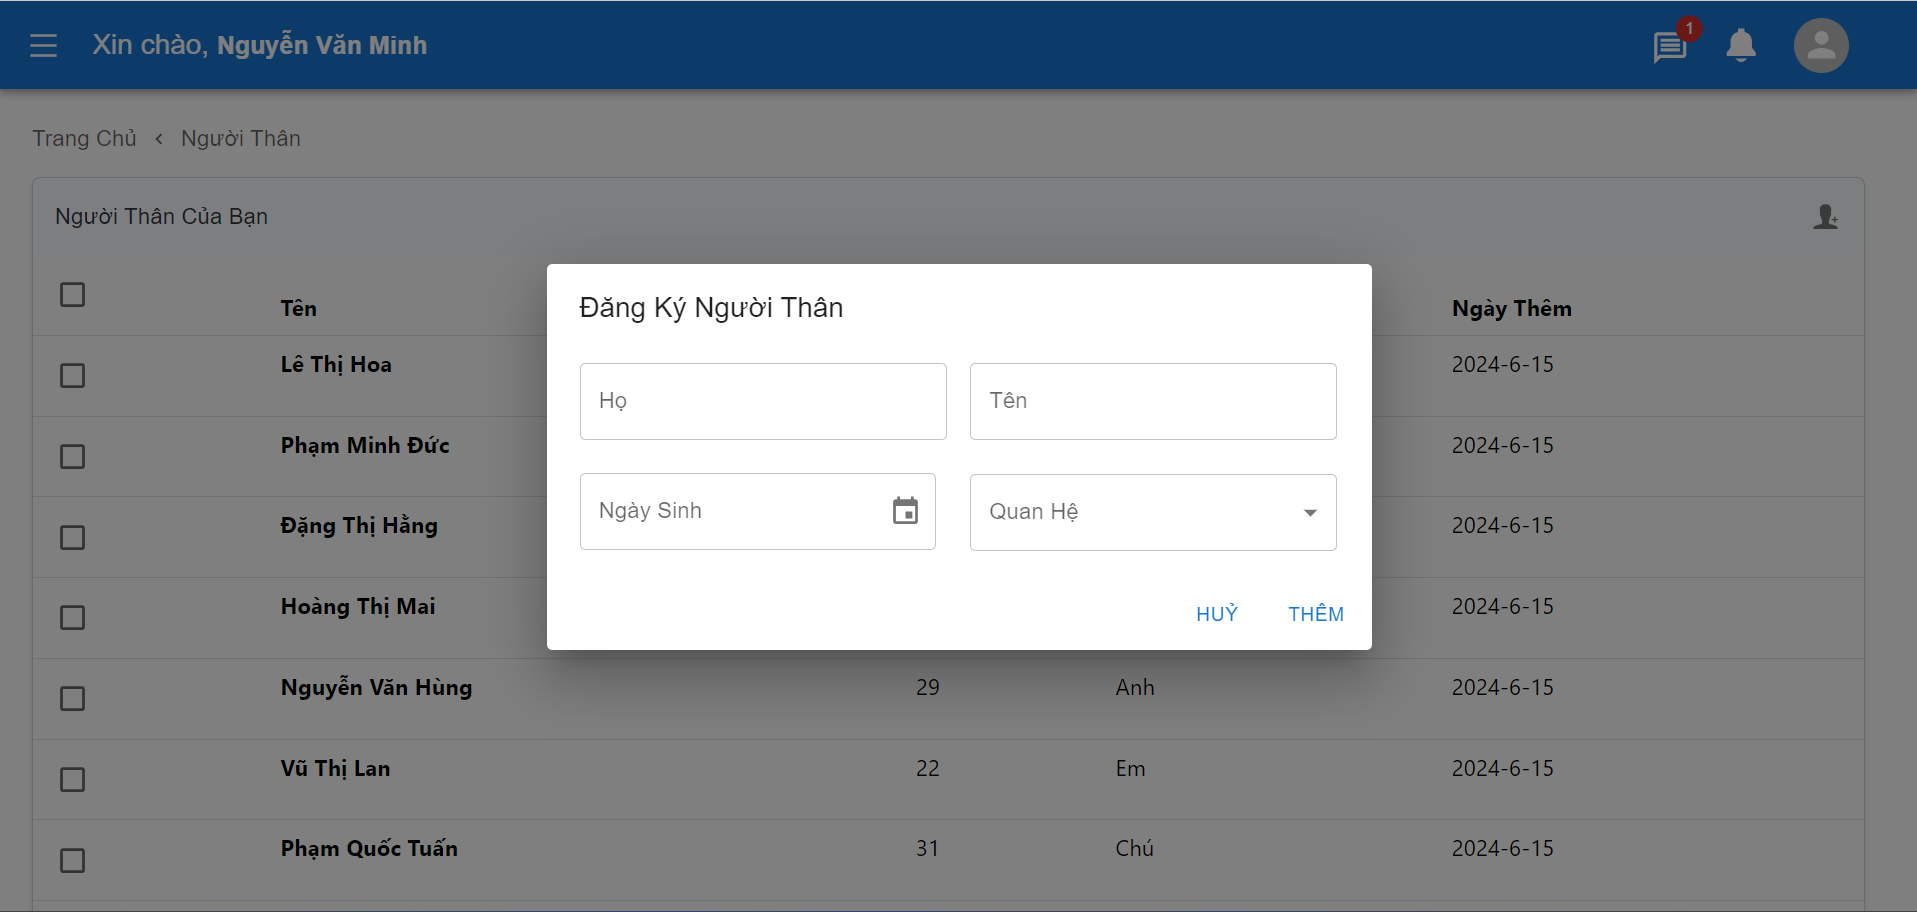 Xin chào, Nguyễn Văn Minh
1
Trang Chủ ‹ Người Thân
Người Thân Của Bạn
Tên
Ngày Thêm
Lê Thị Hoa
2024-6-15
Phạm Minh Đức
2024-6-15
Đặng Thị Hằng
2024-6-15
Hoàng Thị Mai
2024-6-15
Nguyễn Văn Hùng 29 Anh 2024-6-15
Vũ Thị Lan 22 Em 2024-6-15
Phạm Quốc Tuấn 31 Chú 2024-6-15
Đăng Ký Người Thân
Họ
Tên
Ngày Sinh
Quan Hệ
HUỶ
THÊM